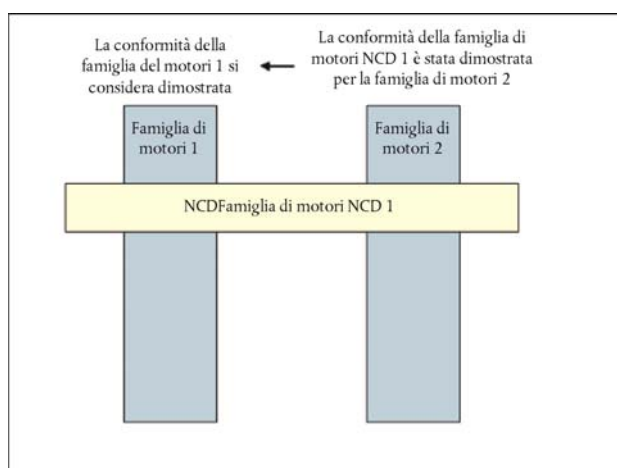 La conformità della
famiglia del motori 1 si
considera dimostrata
La conformità della famiglia di
motori NCD 1 è stata dimostrata
per la famiglia di motori 2
Famiglia di
motori 1
Famiglia di
motori 2
NCDFamiglia di motori NCD 1